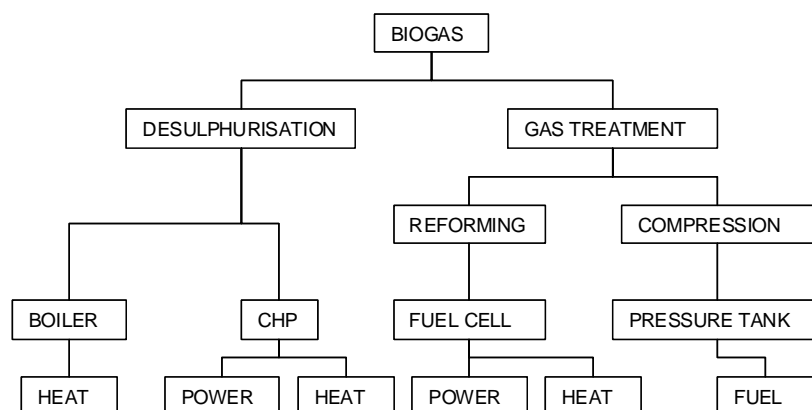 BIOGAS
DESULPHURISATION
GAS TREATMENT
REFORMING
COMPRESSION
BOILER
CHP
FUEL CELL
PRESSURE TANK
HEAT
POWER
HEAT
POWER
HEAT
FUEL